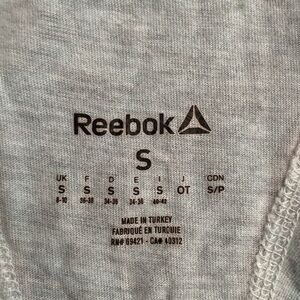 Reebok
S
UK F D E I J CDN
S S S S S OT S/P
8-10 36-38 34-36 34-36 40-42
MADE IN TURKEY
FABRIQUÉ EN TURQUIE
RN# 69421 - CA# 40312